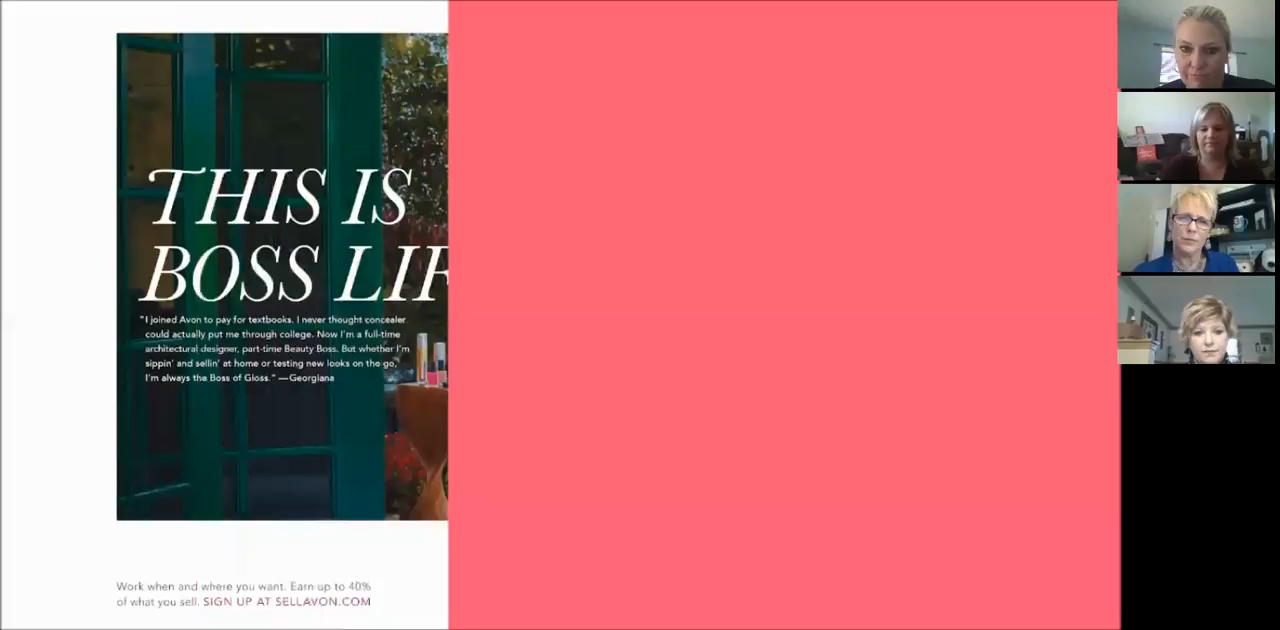 THIS IS
BOSS LIF
"I joined Avon to pay for textbooks. I never thought concealer
could actually put me through college. Now I'm a full-time
architectural designer, part-time Beauty Boss. But whether I'm
sippin' and sellin' at home or testing new looks on the go,
I'm always the Boss of Gloss." —Georgiana
Work when and where you want. Earn up to 40%
of what you sell. SIGN UP AT SELLAVON.COM